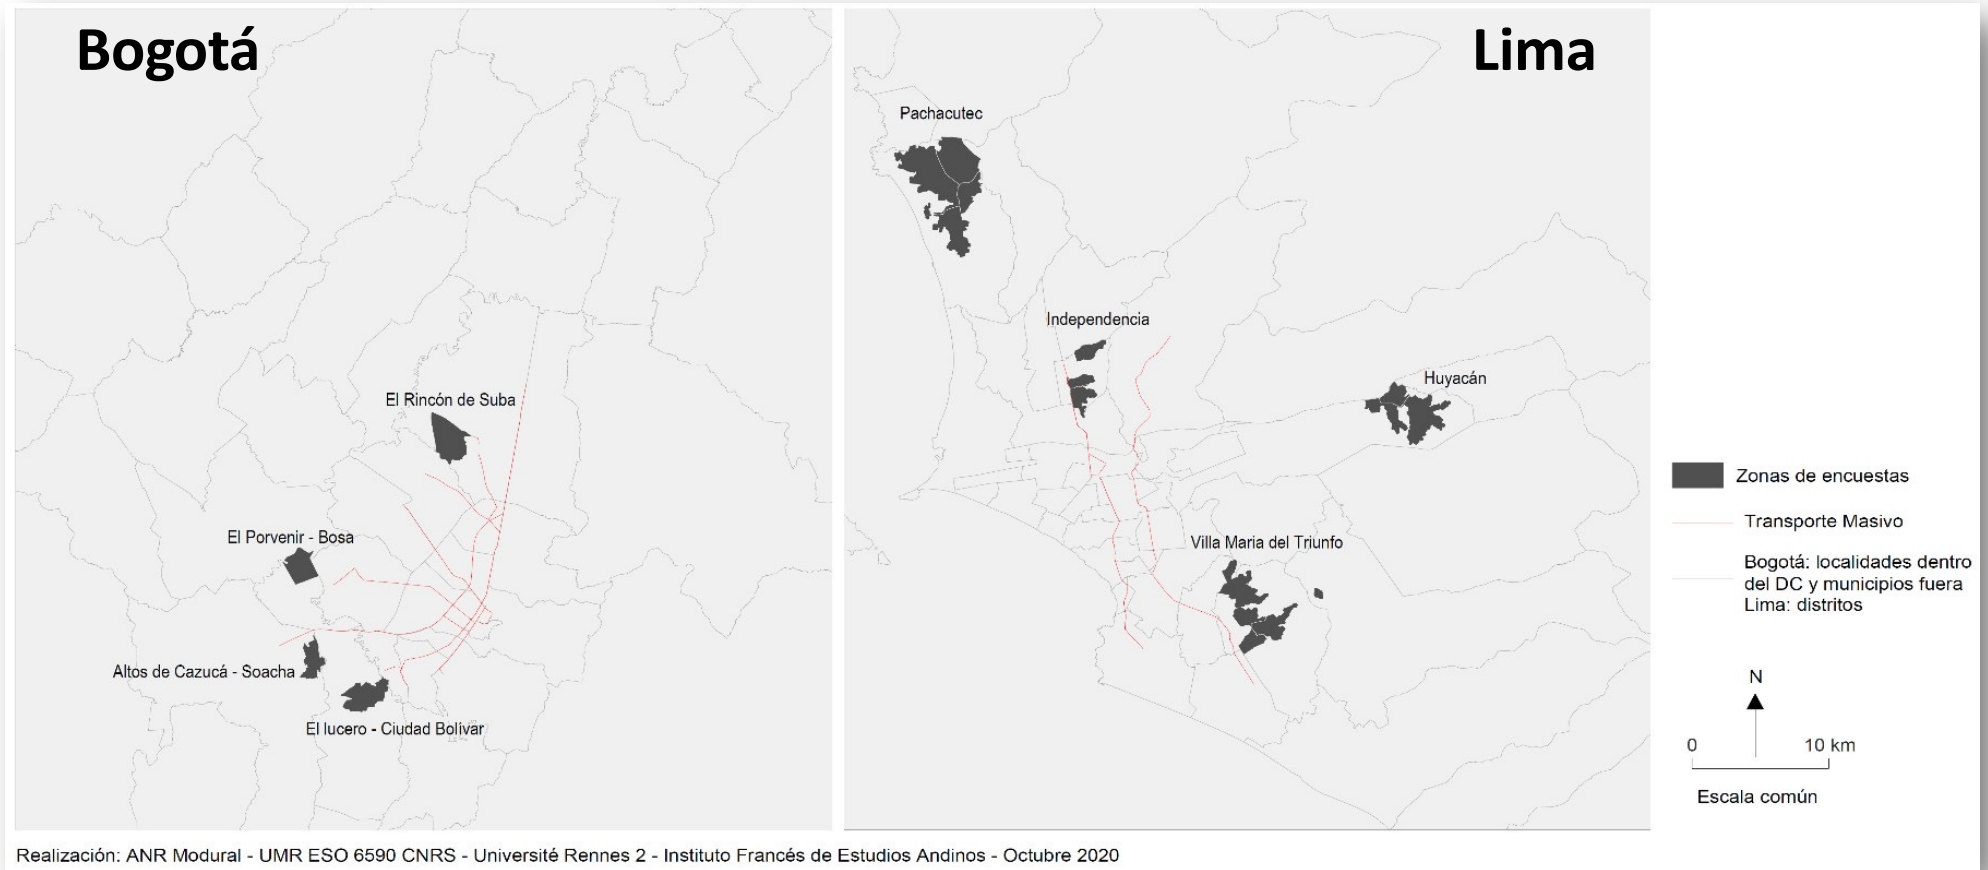 Bogotá
El Rincón de Suba
El Porvenir - Bosa
Altos de Cazucá - Soacha
El lucero - Ciudad Bolívar
Lima
Pachacutec
Independencia
Huyacán
Villa Maria del Triunfo
Zonas de encuestas
Transporte Masivo
Bogotá: localidades dentro
del DC y municipios fuera
Lima: distritos
N
0 10 km
Escala común
Realización: ANR Modural - UMR ESO 6590 CNRS - Université Rennes 2 - Instituto Francés de Estudios Andinos - Octubre 2020